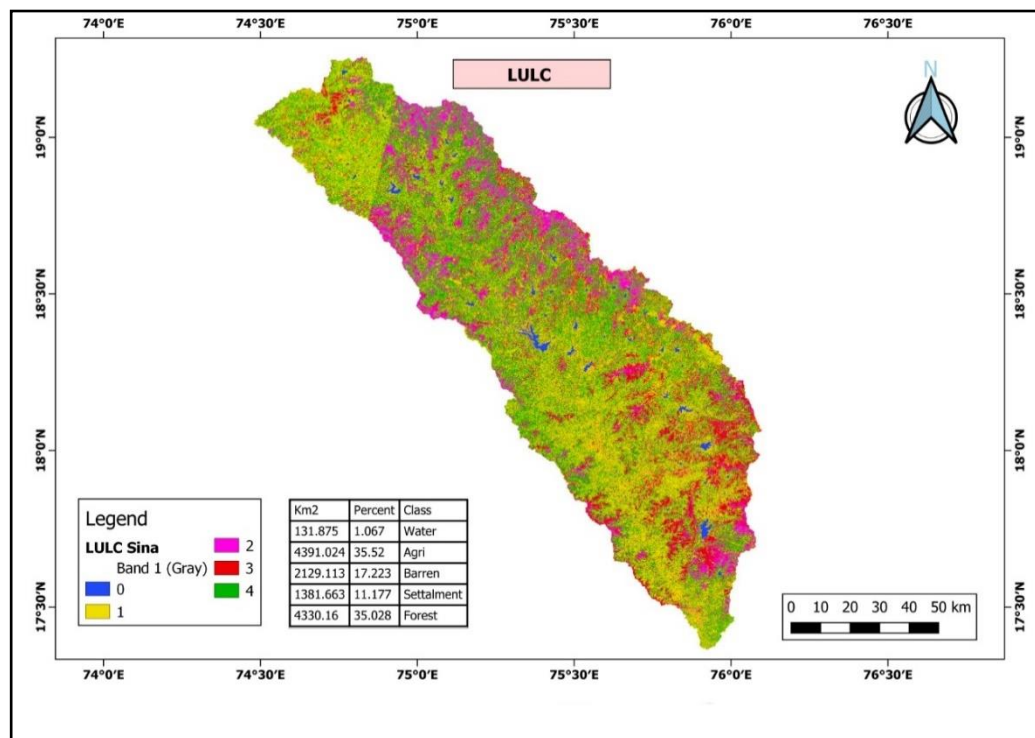 74°0'E 74°30'E 75°0'E 75°30'E 76°0'E 76°30'E
LULC
N
19°0'N 19°0'N
18°30'N 18°30'N
18°0'N 18°0'N
17°30'N 17°30'N
Legend
LULC Sina
Band 1 (Gray)
0
1
2
3
4
Km2 Percent Class
131.875 1.067 Water
4391.024 35.52 Agri
2129.113 17.223 Barren
1381.663 11.177 Settalment
4330.16 35.028 Forest
0 10 20 30 40 50 km
74°0'E 74°30'E 75°0'E 75°30'E 76°0'E 76°30'E